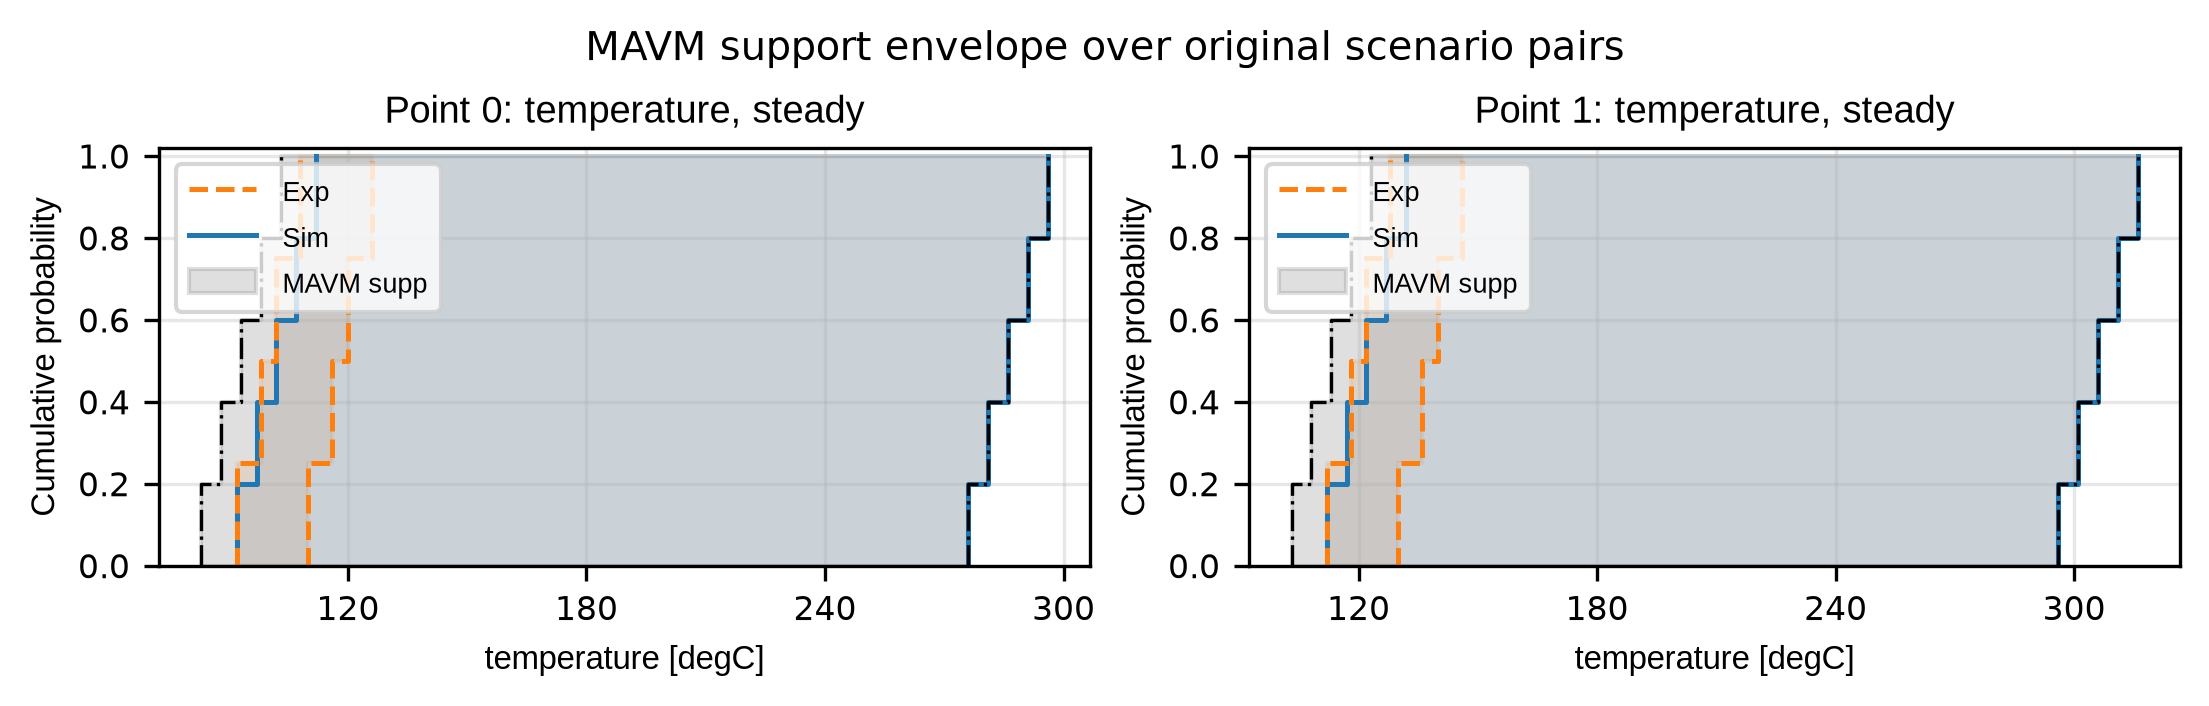 MAVM support envelope over original scenario pairs
Point 0: temperature, steady
Cumulative probability
1.0
0.8
0.6
0.4
0.2
0.0
Exp
Sim
MAVM supp
120 180 240 300
temperature [degC]
Point 1: temperature, steady
Cumulative probability
1.0
0.8
0.6
0.4
0.2
0.0
Exp
Sim
MAVM supp
120 180 240 300
temperature [degC]